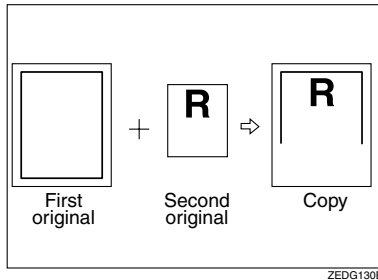 R
R
+
First
original
Second
original
Copy
ZEDG130E